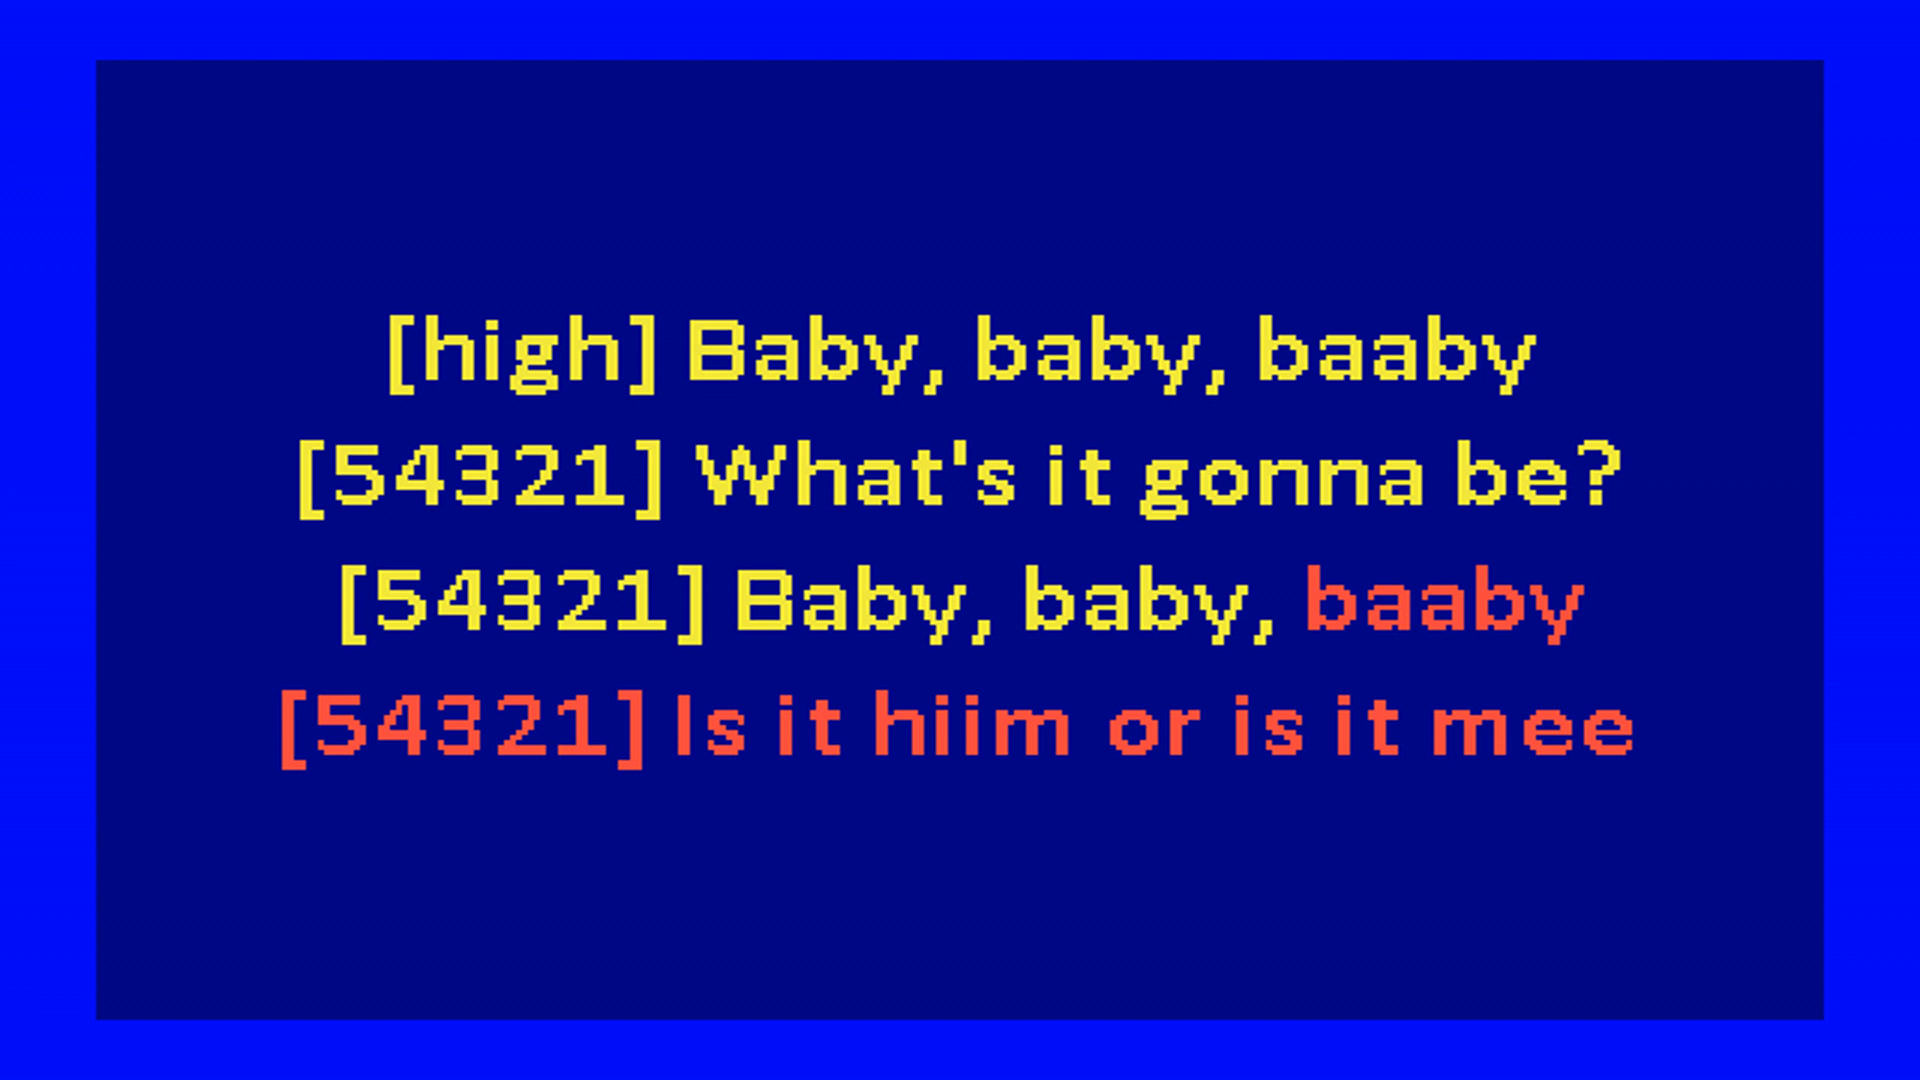 [high] Baby, baby, baaby
[54321] What's it gonna be?
[54321] Baby, baby, baaby
[54321] Is it hiim or is it mee